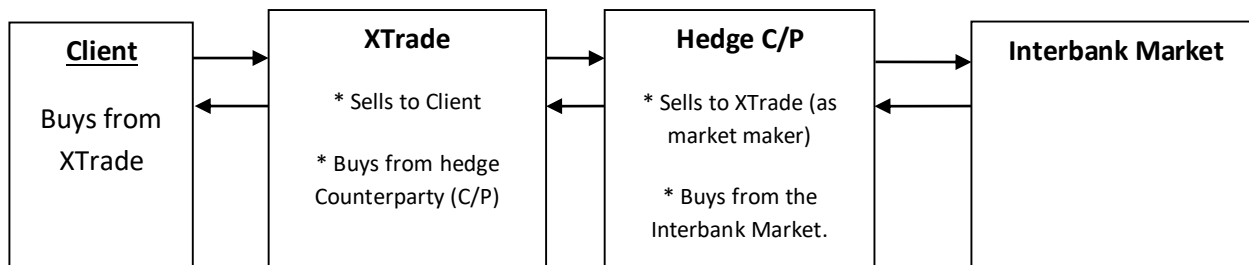 Client
Buys from
XTrade
XTrade
* Sells to Client
* Buys from hedge
Counterparty (C/P)
Hedge C/P
* Sells to XTrade (as
market maker)
* Buys from the
Interbank Market.
Interbank Market